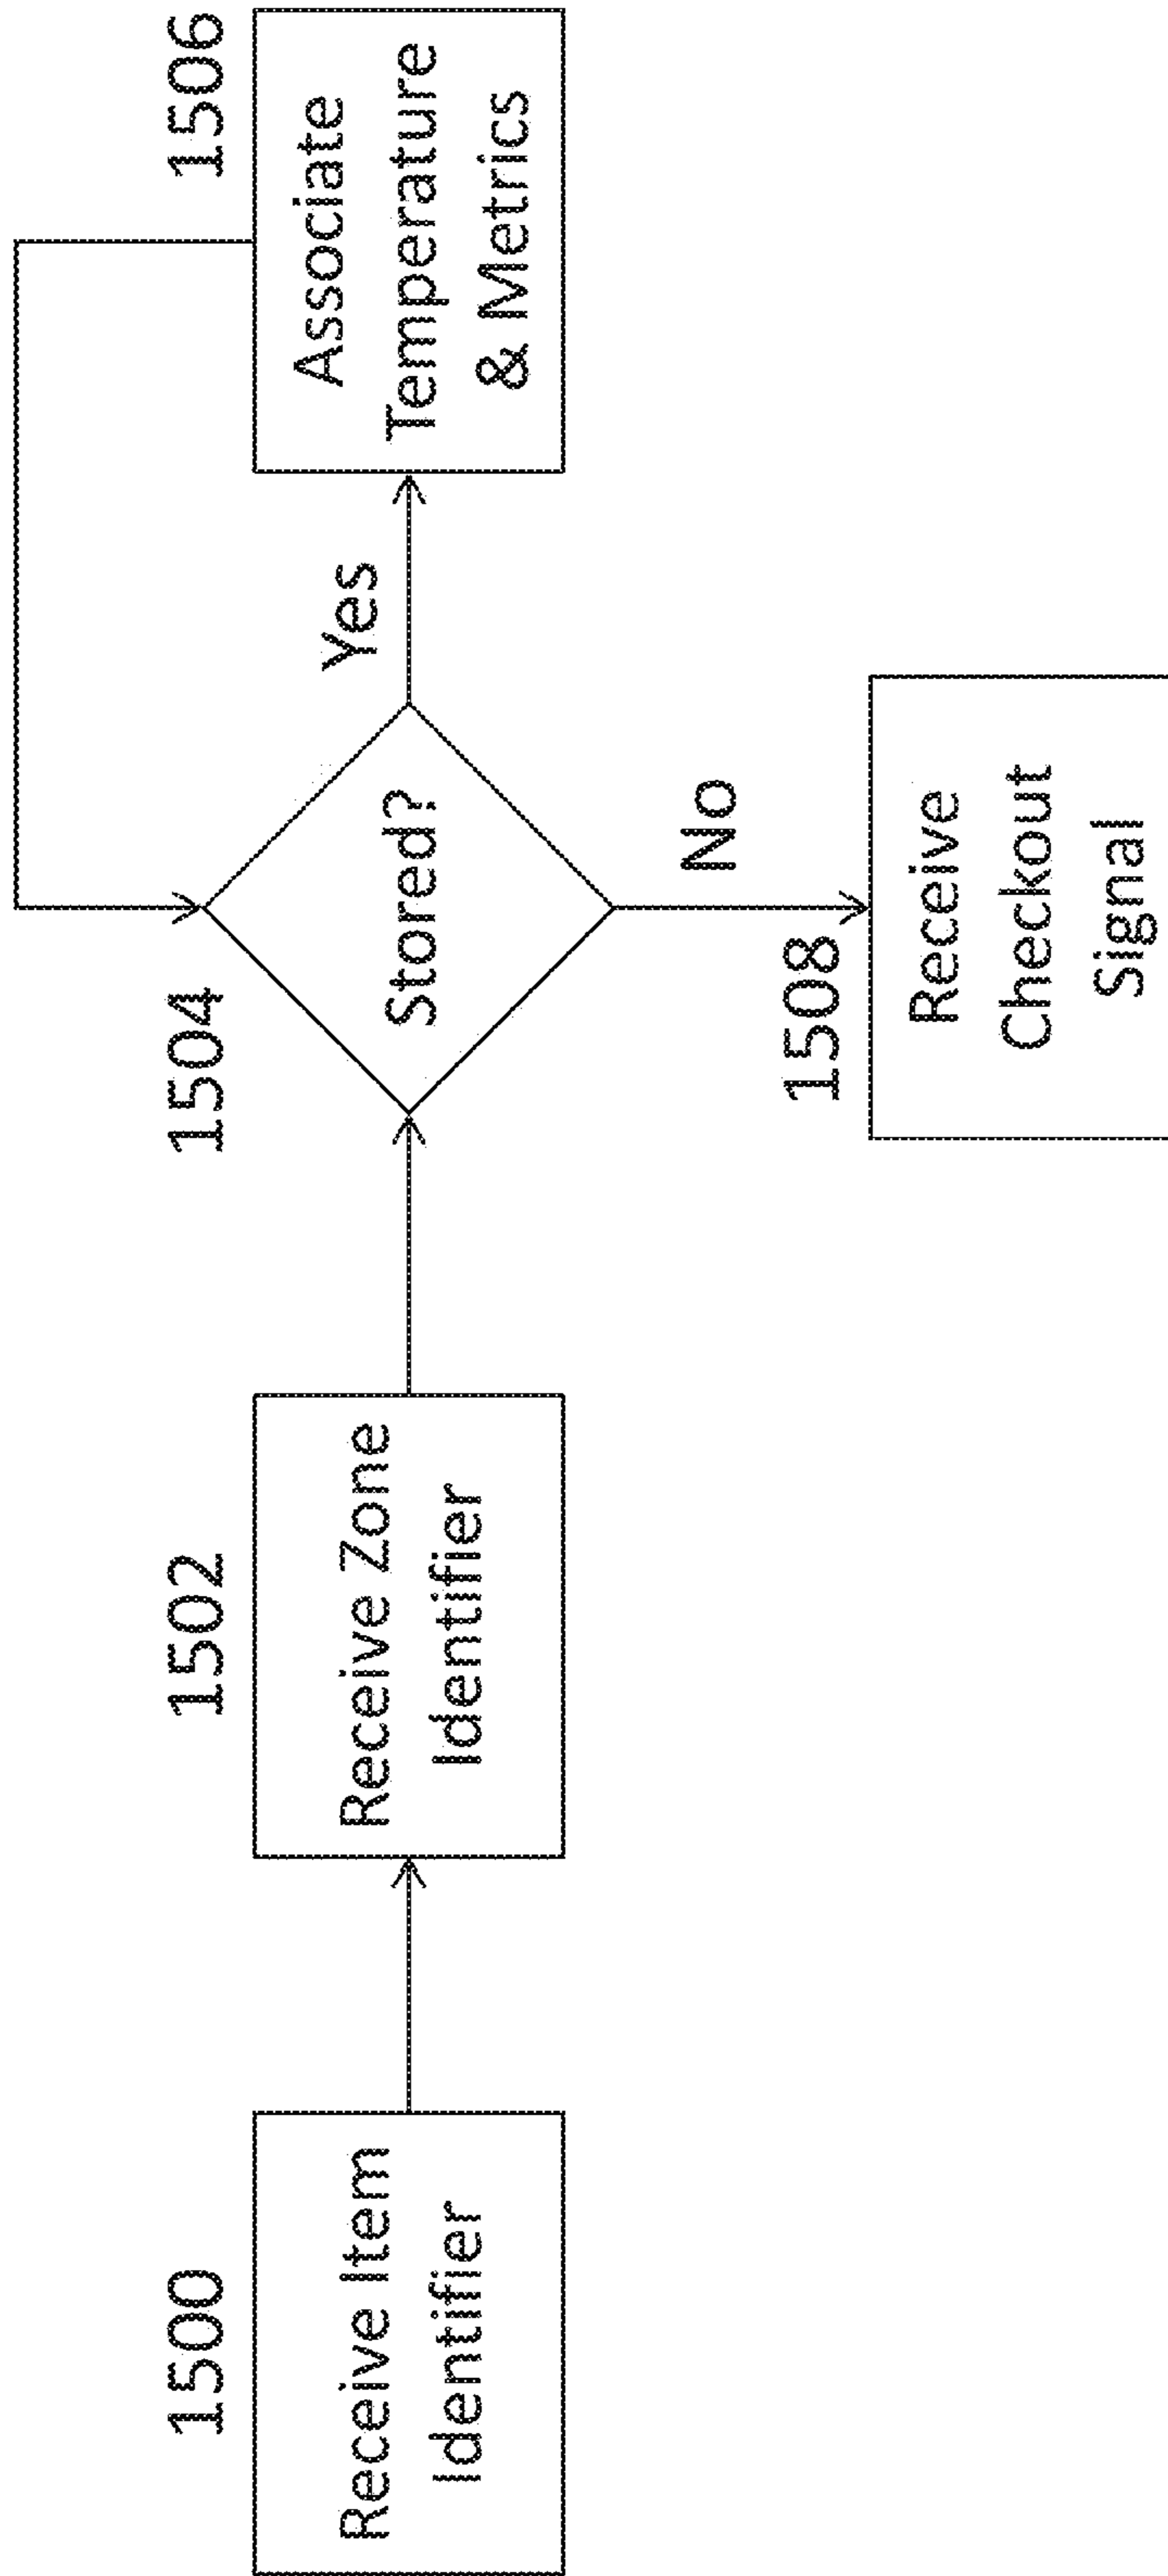 1500
Receive Item
Identifier
1502
Receive Zone
Identifier
1504
Stored?
Yes
1506
Associate
Temperature
& Metrics
No
1508
Receive
Checkout
Signal